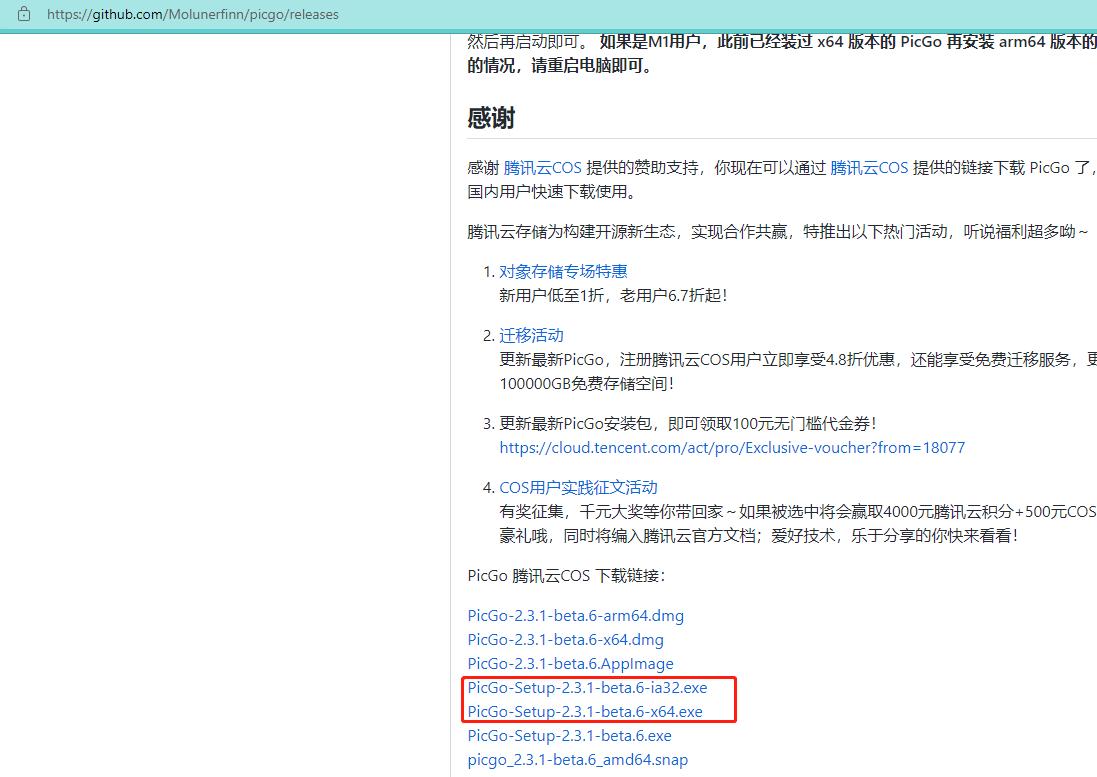 https://github.com/Molunerfinn/picgo/releases
然后再启动即可。 如果是M1用户，此前已经装过 x64 版本的 PicGo 再安装 arm64 版本的
的情况，请重启电脑即可。
感谢
感谢 腾讯云COS 提供的赞助支持，你现在可以通过 腾讯云COS 提供的链接下载 PicGo 了，
国内用户快速下载使用。
腾讯云存储为构建开源新生态，实现合作共赢，特推出以下热门活动，听说福利超多呦～
1. 对象存储专场特惠
新用户低至1折，老用户6.7折起！
2. 迁移活动
更新最新PicGo，注册腾讯云COS用户立即享受4.8折优惠，还能享受免费迁移服务，更
100000GB免费存储空间！
3. 更新最新PicGo安装包，即可领取100元无门槛代金券！
https://cloud.tencent.com/act/pro/Exclusive-voucher?from=18077
4. COS用户实践征文活动
有奖征集，千元大奖等你带回家～如果被选中将会赢取4000元腾讯云积分+500元COS
豪礼哦，同时将编入腾讯云官方文档；爱好技术，乐于分享的你快来看看！
PicGo 腾讯云COS 下载链接：
PicGo-2.3.1-beta.6-arm64.dmg
PicGo-2.3.1-beta.6-x64.dmg
PicGo-2.3.1-beta.6.AppImage
PicGo-Setup-2.3.1-beta.6-ia32.exe
PicGo-Setup-2.3.1-beta.6-x64.exe
PicGo-Setup-2.3.1-beta.6.exe
picgo_2.3.1-beta.6_amd64.snap